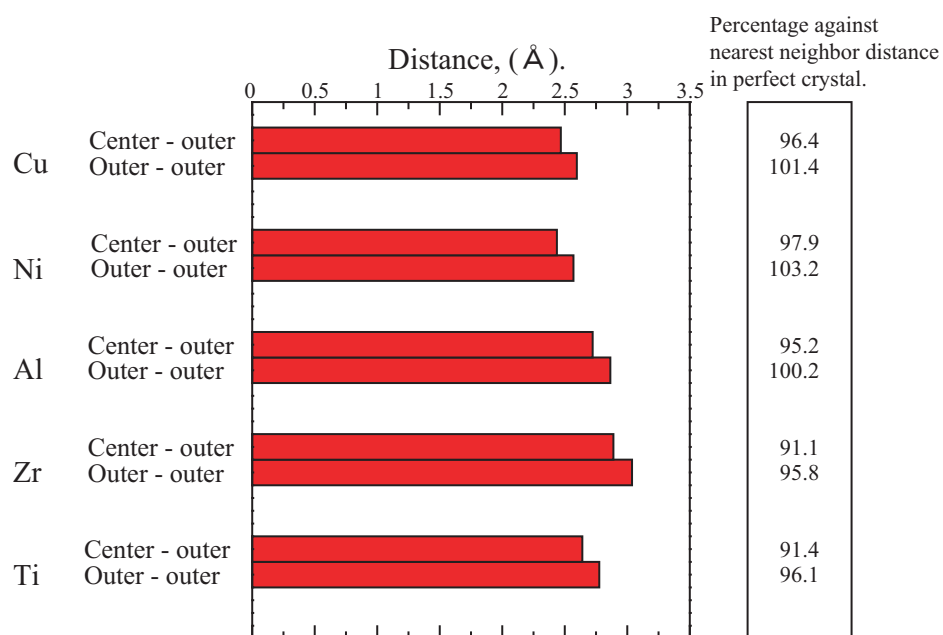 Percentage against
nearest neighbor distance
in perfect crystal.
Distance, (Å).
0 0.5 1 1.5 2 2.5 3 3.5
Cu
Center - outer 96.4
Outer - outer 101.4
Ni
Center - outer 97.9
Outer - outer 103.2
Al
Center - outer 95.2
Outer - outer 100.2
Zr
Center - outer 91.1
Outer - outer 95.8
Ti
Center - outer 91.4
Outer - outer 96.1